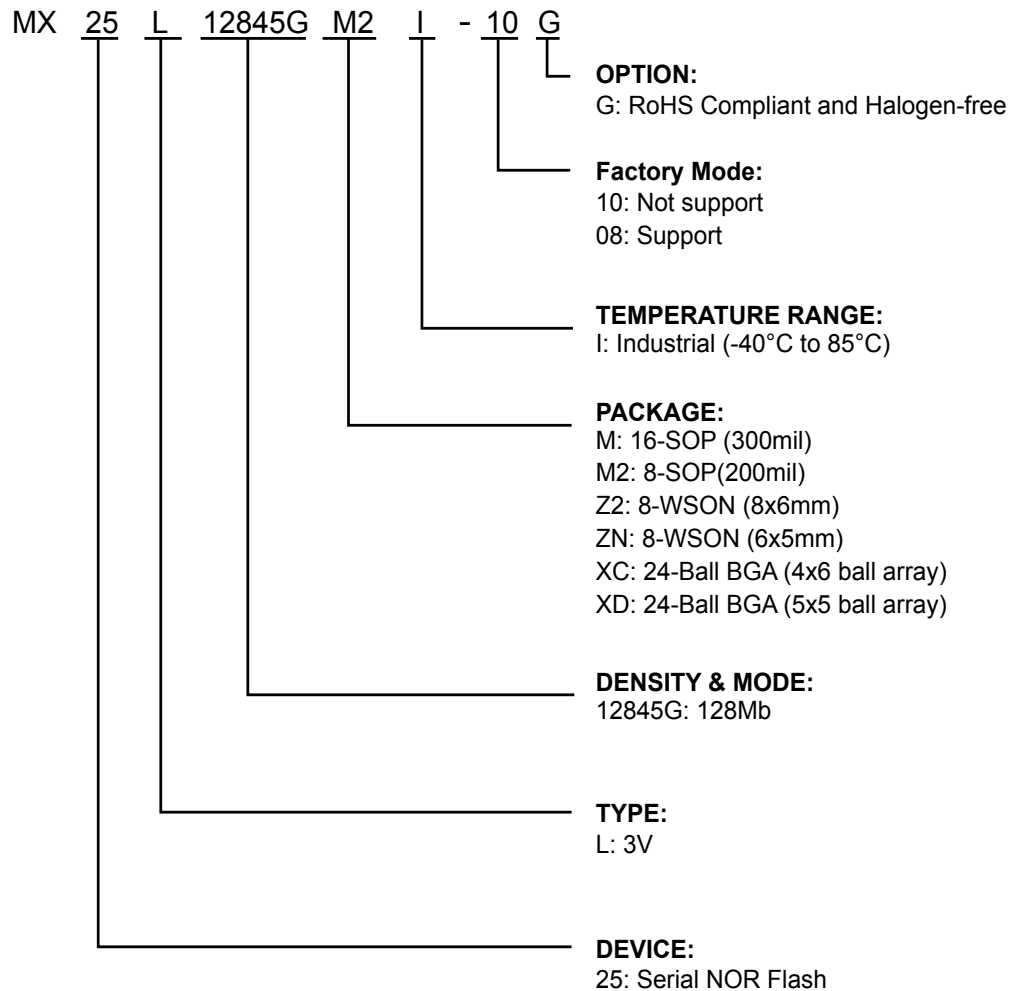 MX 25 L 12845G M2 I - 10 G
OPTION:
G: RoHS Compliant and Halogen-free
Factory Mode:
10: Not support
08: Support
TEMPERATURE RANGE:
I: Industrial (-40°C to 85°C)
PACKAGE:
M: 16-SOP (300mil)
M2: 8-SOP(200mil)
Z2: 8-WSON (8x6mm)
ZN: 8-WSON (6x5mm)
XC: 24-Ball BGA (4x6 ball array)
XD: 24-Ball BGA (5x5 ball array)
DENSITY & MODE:
12845G: 128Mb
TYPE:
L: 3V
DEVICE:
25: Serial NOR Flash